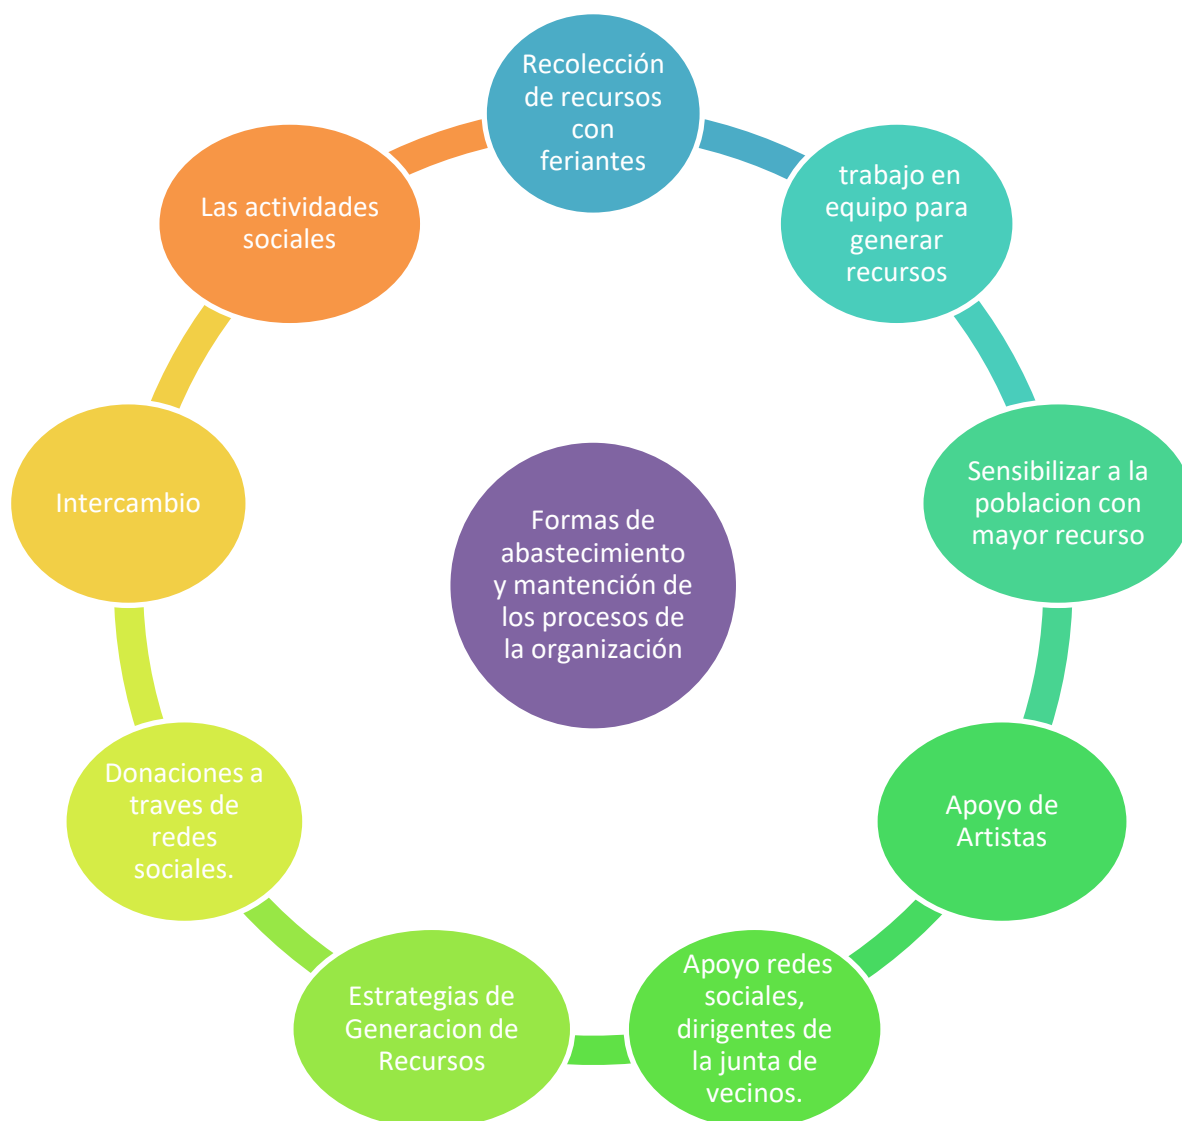 Recolección
de recursos
con
feriantes
trabajo en
equipo para
generar
recursos
Sensibilizar a la
poblacion con
mayor recurso
Apoyo de
Artistas
Apoyo redes
sociales,
dirigentes de
la junta de
vecinos.
Estrategias de
Generacion de
Recursos
Donaciones a
traves de
redes
sociales.
Intercambio
Las actividades
sociales
Formas de
abastecimiento
y mantención de
los procesos de
la organización